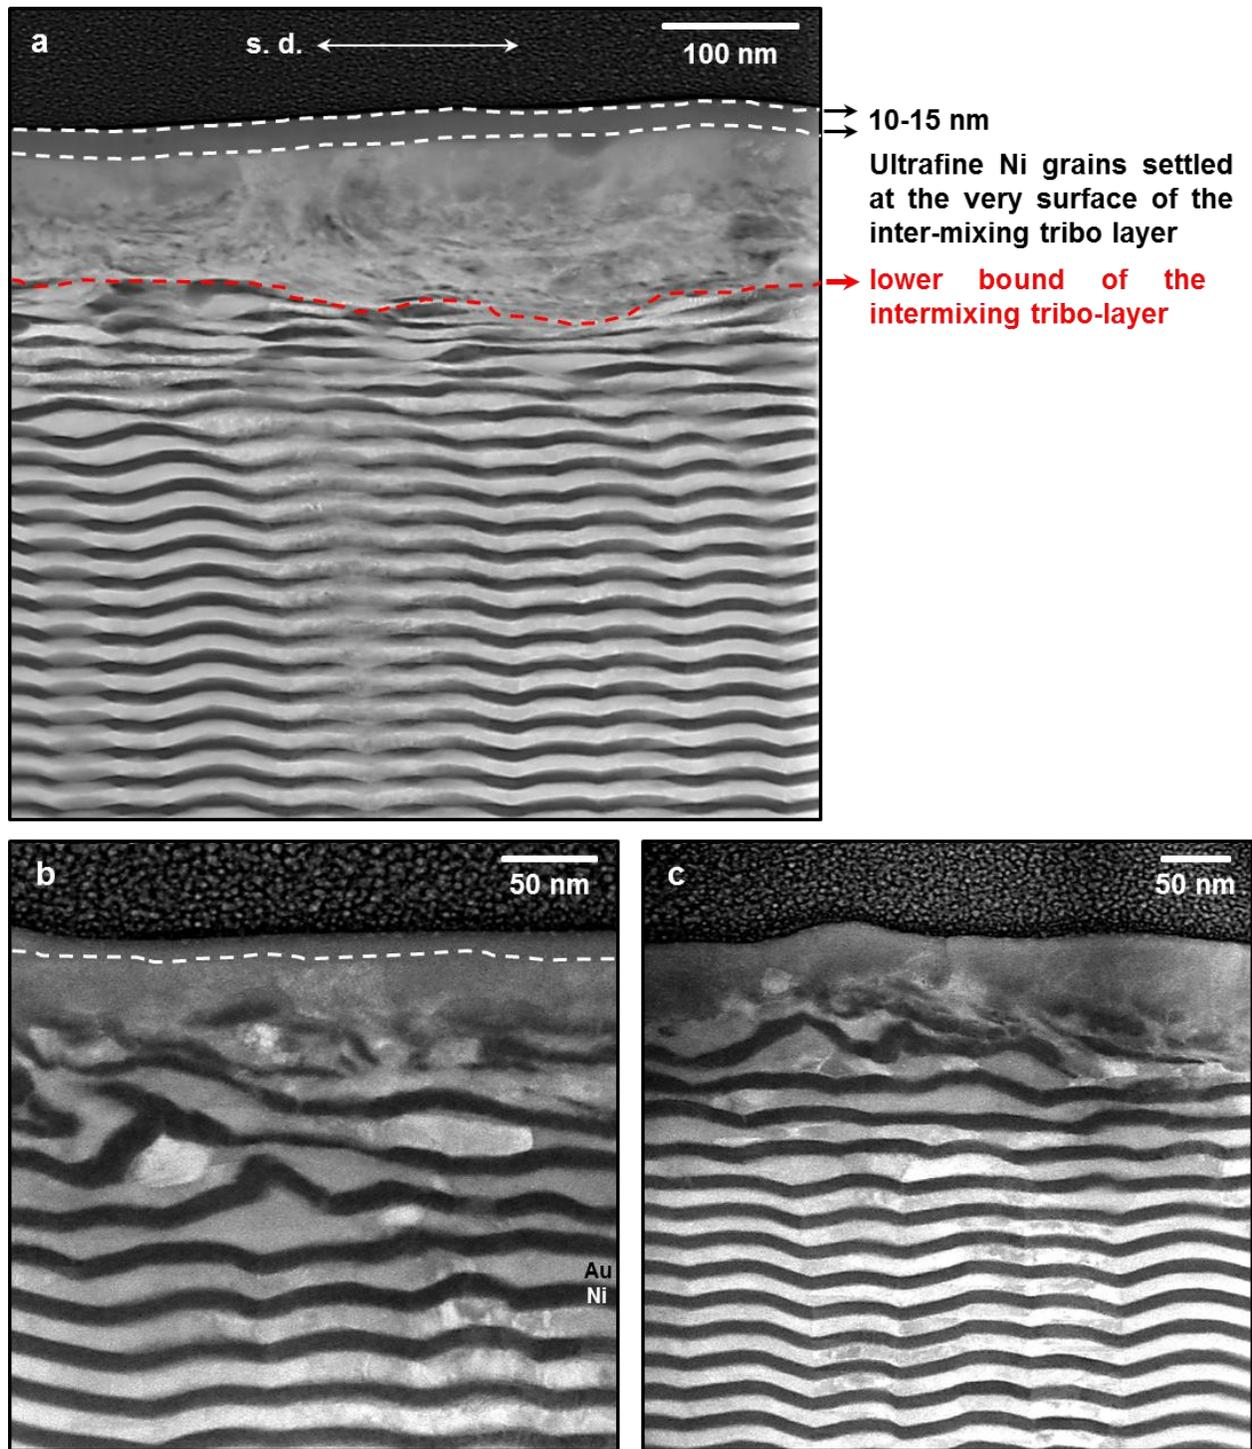 a
s. d.
100 nm
10-15 nm
Ultrafine Ni grains settled
at the very surface of the
inter-mixing tribo layer
lower bound of the
intermixing tribo-layer
b
50 nm
Au
Ni
c
50 nm